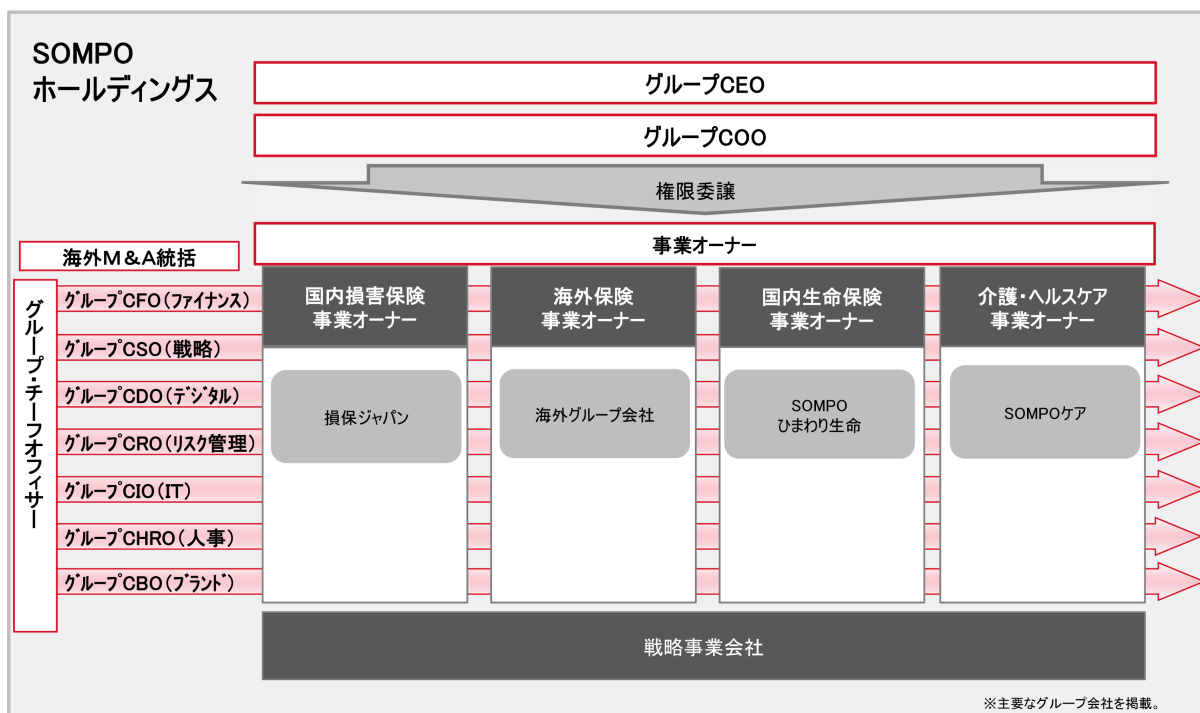 SOMPO
ホールディングス
グループCEO
グループCOO
権限委譲
事業オーナー
海外M&A統括
グループ・チーフオフィサー
グループCFO(ファイナンス)
グループCSO(戦略)
グループCDO(デジタル)
グループCRO(リスク管理)
グループCIO(IT)
グループCHRO(人事)
グループCBO(ブランド)
国内損害保険
事業オーナー
損保ジャパン
海外保険
事業オーナー
海外グループ会社
国内生命保険
事業オーナー
SOMPO
ひまわり生命
介護・ヘルスケア
事業オーナー
SOMPOケア
戦略事業会社
※主要なグループ会社を掲載。